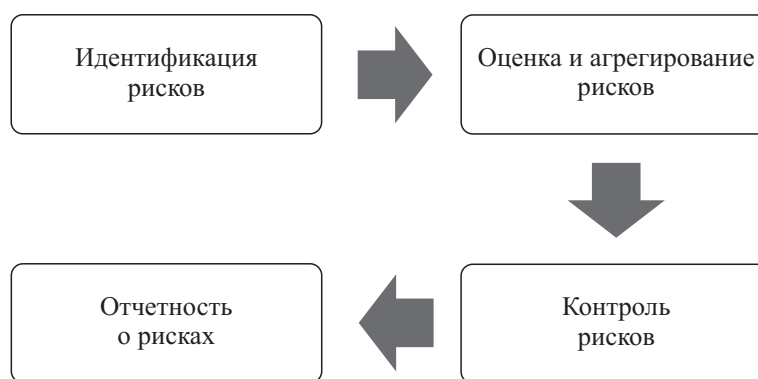 Идентификация
рисков
Оценка и агрегирование
рисков
Контроль
рисков
Отчетность
о рисках